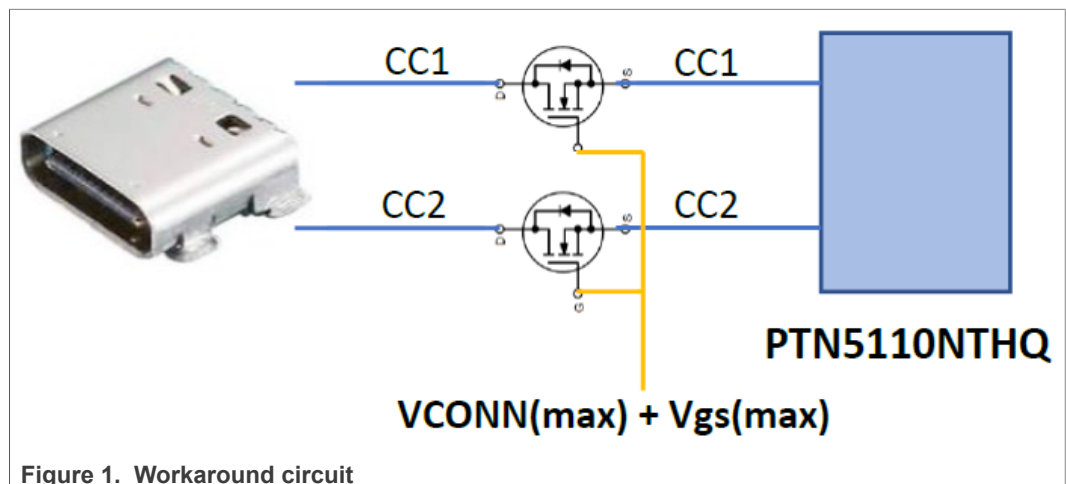 CC1 CC1
D S
CC2 CC2
D S
G
PTN5110NTHQ
VCONN(max) + Vgs(max)
Figure 1. Workaround circuit